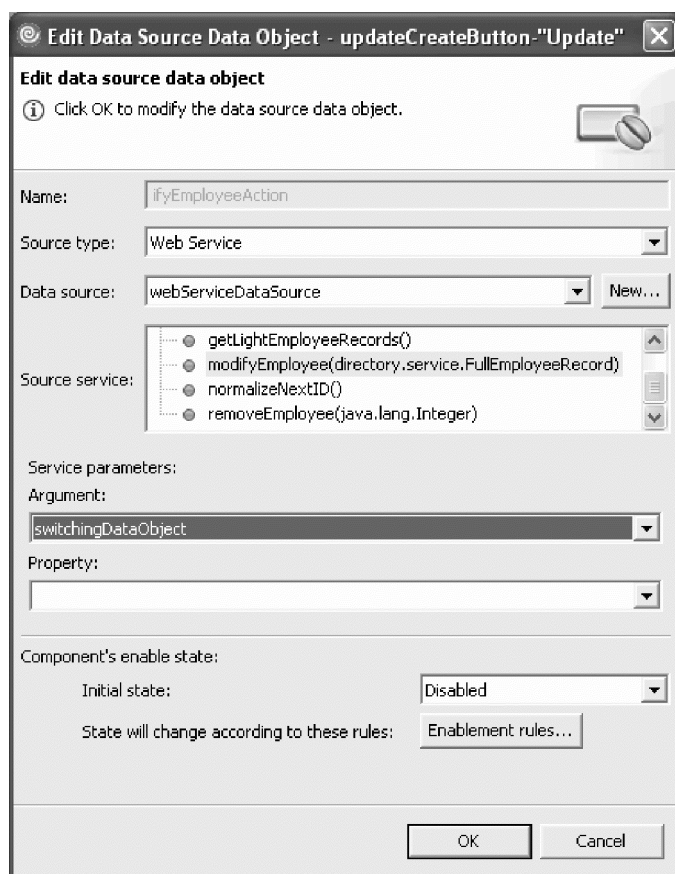 Edit Data Source Data Object - updateCreateButton-"Update"
Edit data source data object
Click OK to modify the data source data object.
Name: ifyEmployeeAction
Source type: Web Service
Data source: webServiceDataSource New...
Source service:
getLightEmployeeRecords()
modifyEmployee(directory.service.FullEmployeeRecord)
normalizeNextID()
removeEmployee(java.lang.Integer)
Service parameters:
Argument:
switchingDataObject
Property:
Component's enable state:
Initial state: Disabled
State will change according to these rules: Enablement rules...
OK Cancel